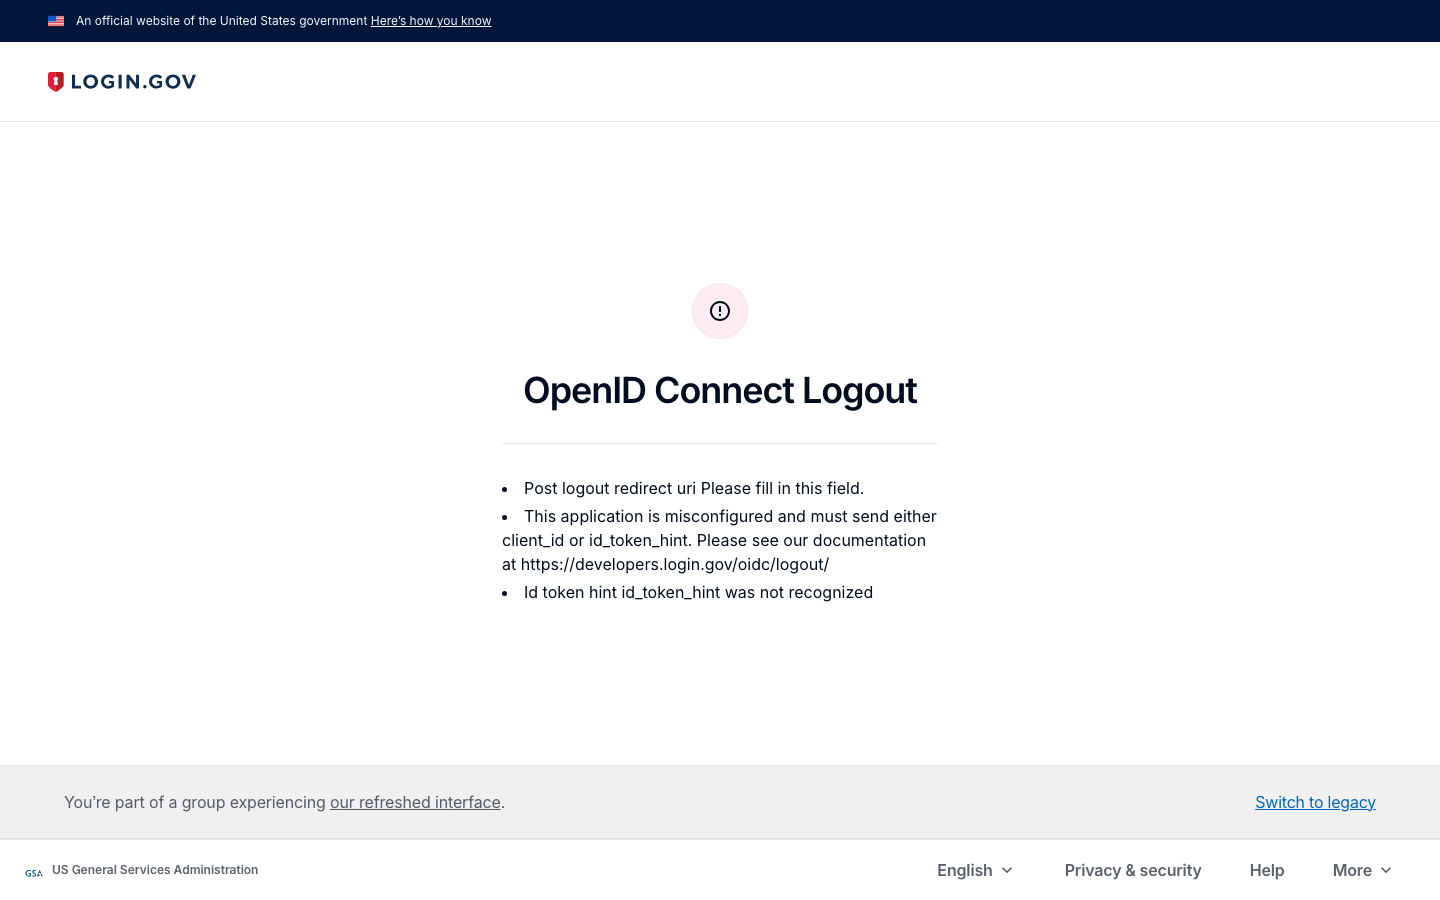 An official website of the United States government Here’s how you know
LOGIN.GOV
OpenID Connect Logout
• Post logout redirect uri Please fill in this field.
• This application is misconfigured and must send either
client_id or id_token_hint. Please see our documentation
at https://developers.login.gov/oidc/logout/
• Id token hint id_token_hint was not recognized
You’re part of a group experiencing our refreshed interface.
Switch to legacy
GSA US General Services Administration
English
Privacy & security
Help
More